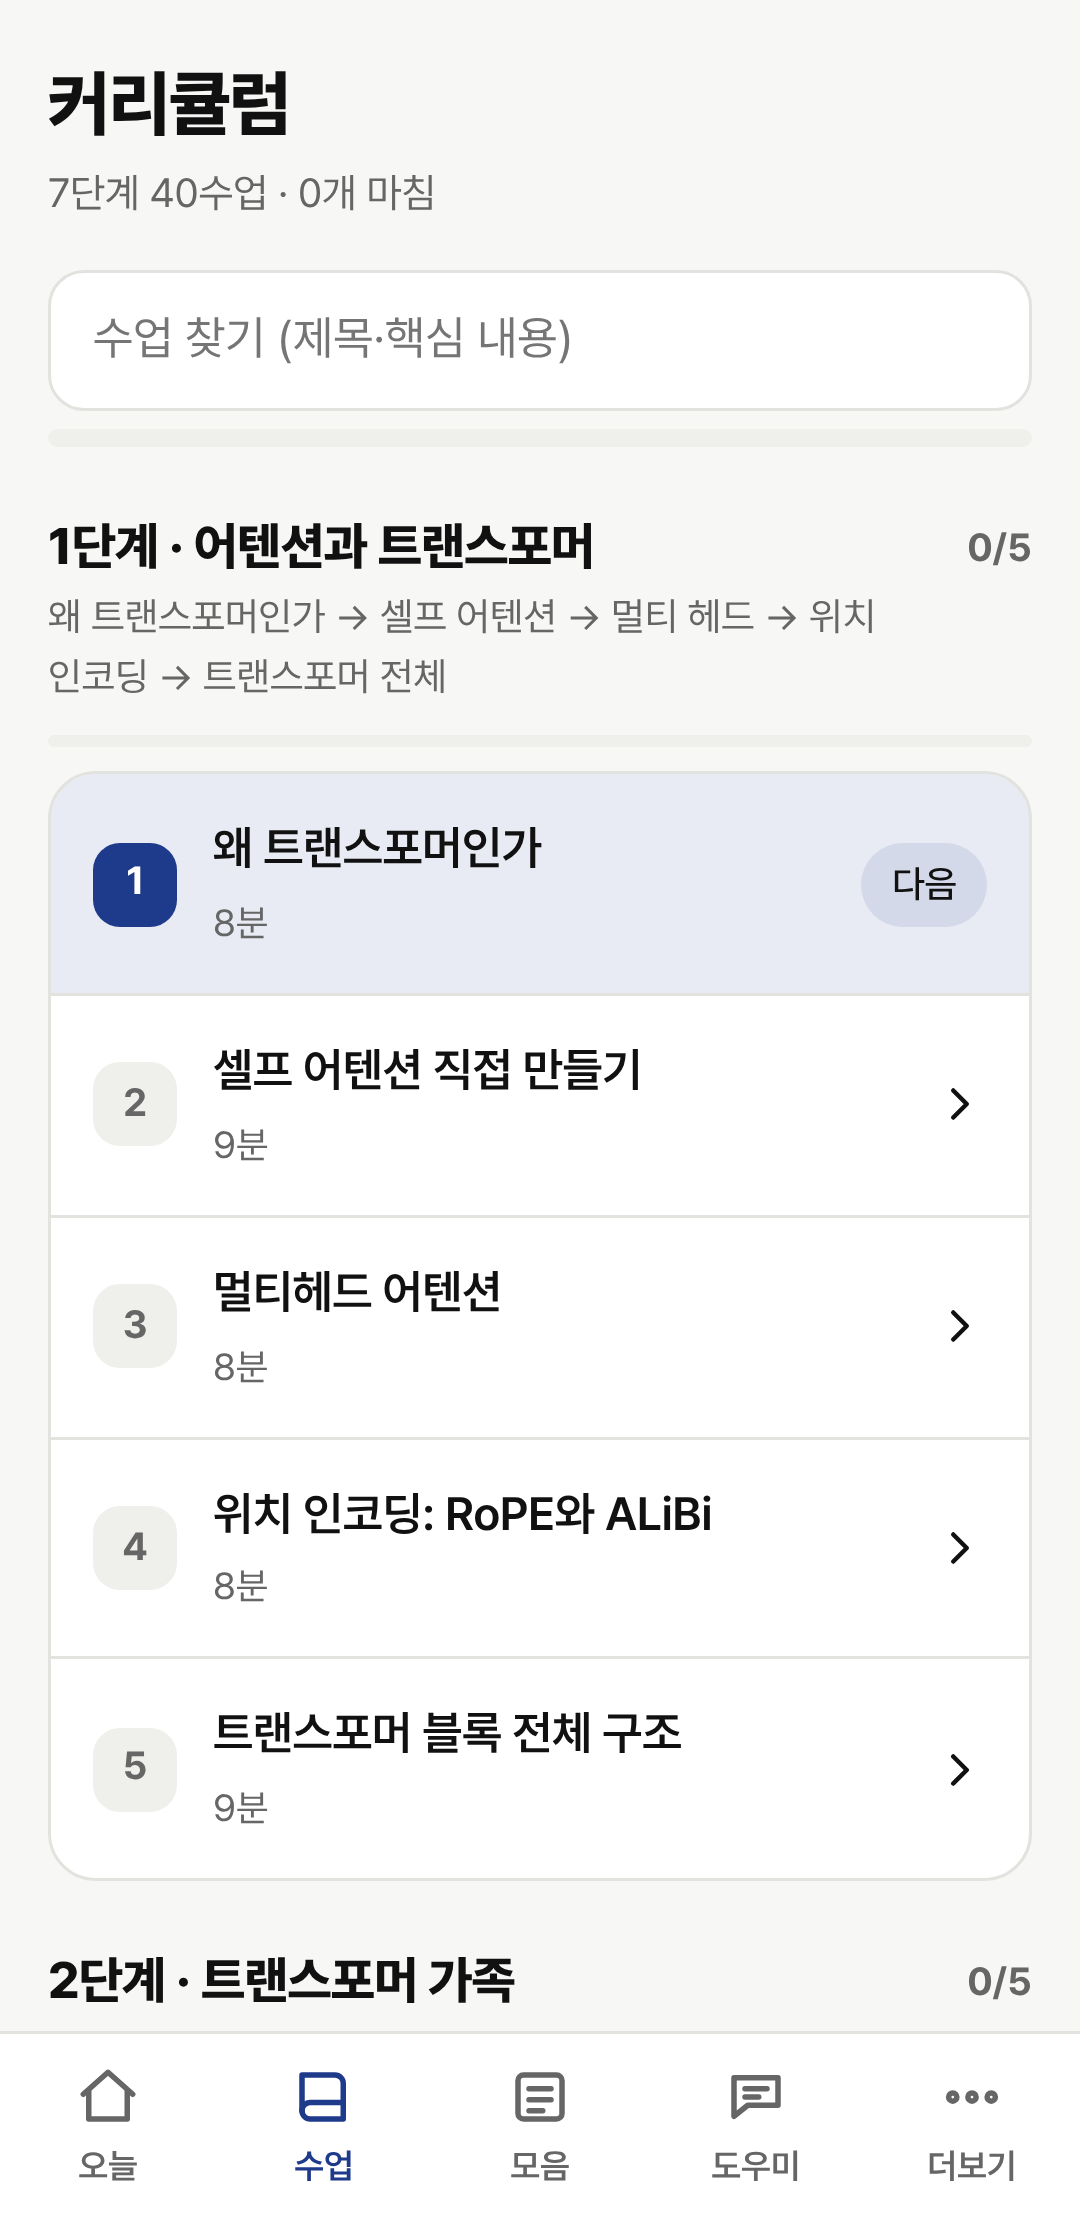 커리큘럼
7단계 40수업 · 0개 마침
수업 찾기 (제목·핵심 내용)
1단계 · 어텐션과 트랜스포머 0/5
왜 트랜스포머인가 → 셀프 어텐션 → 멀티 헤드 → 위치
인코딩 → 트랜스포머 전체
1 왜 트랜스포머인가 다음
8분
2 셀프 어텐션 직접 만들기
9분
3 멀티헤드 어텐션
8분
4 위치 인코딩: RoPE와 ALiBi
8분
5 트랜스포머 블록 전체 구조
9분
2단계 · 트랜스포머 가족 0/5
오늘 수업 모음 도우미 더보기